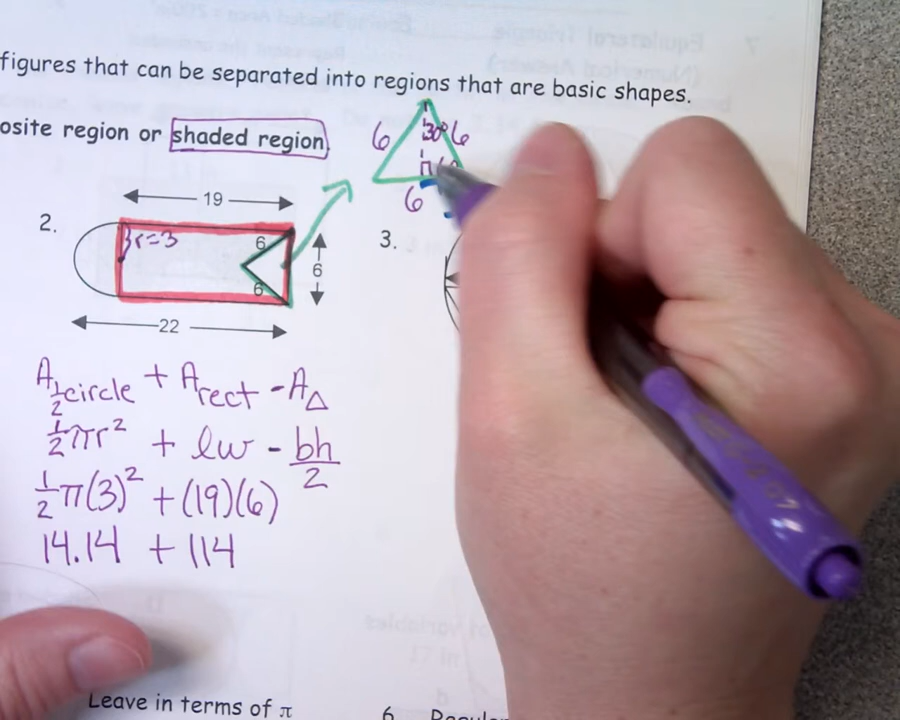 figures that can be separated into regions that are basic shapes.
osite region or shaded region.
6 30° 6
6
2.
19
r=3
6
6
6
22
3.
A½circle + Arect - A△
½πr² + lw - bh/2
½π(3)² + (19)(6)
14.14 + 114
Leave in terms of π
6